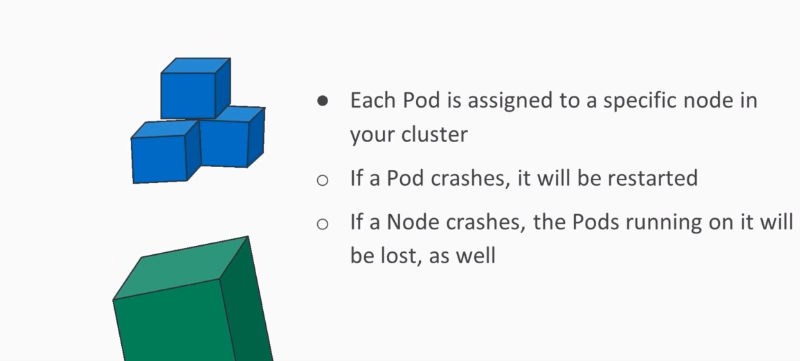 ● Each Pod is assigned to a specific node in
your cluster
○ If a Pod crashes, it will be restarted
○ If a Node crashes, the Pods running on it will
be lost, as well